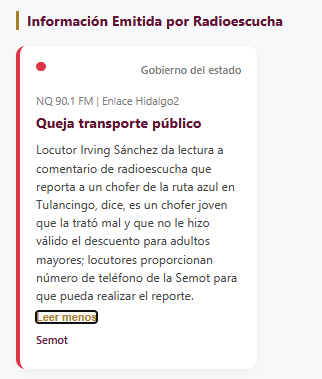 Información Emitida por Radioescucha
Gobierno del estado
NQ 90.1 FM | Enlace Hidalgo2
Queja transporte público
Locutor Irving Sánchez da lectura a
comentario de radioescucha que
reporta a un chofer de la ruta azul en
Tulancingo, dice, es un chofer joven
que la trató mal y que no le hizo
válido el descuento para adultos
mayores; locutores proporcionan
número de teléfono de la Semot para
que pueda realizar el reporte.
Leer menos
Semot